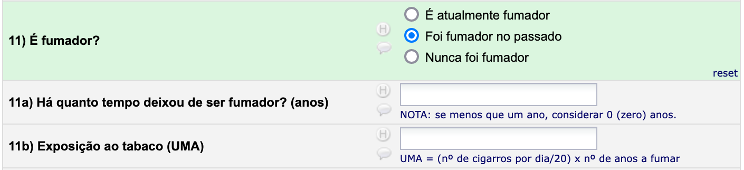 11) É fumador?
H
É atualmente fumador
Foi fumador no passado
Nunca foi fumador
reset
11a) Há quanto tempo deixou de ser fumador? (anos)
H
NOTA: se menos que um ano, considerar 0 (zero) anos.
11b) Exposição ao tabaco (UMA)
H
UMA = (nº de cigarros por dia/20) x nº de anos a fumar